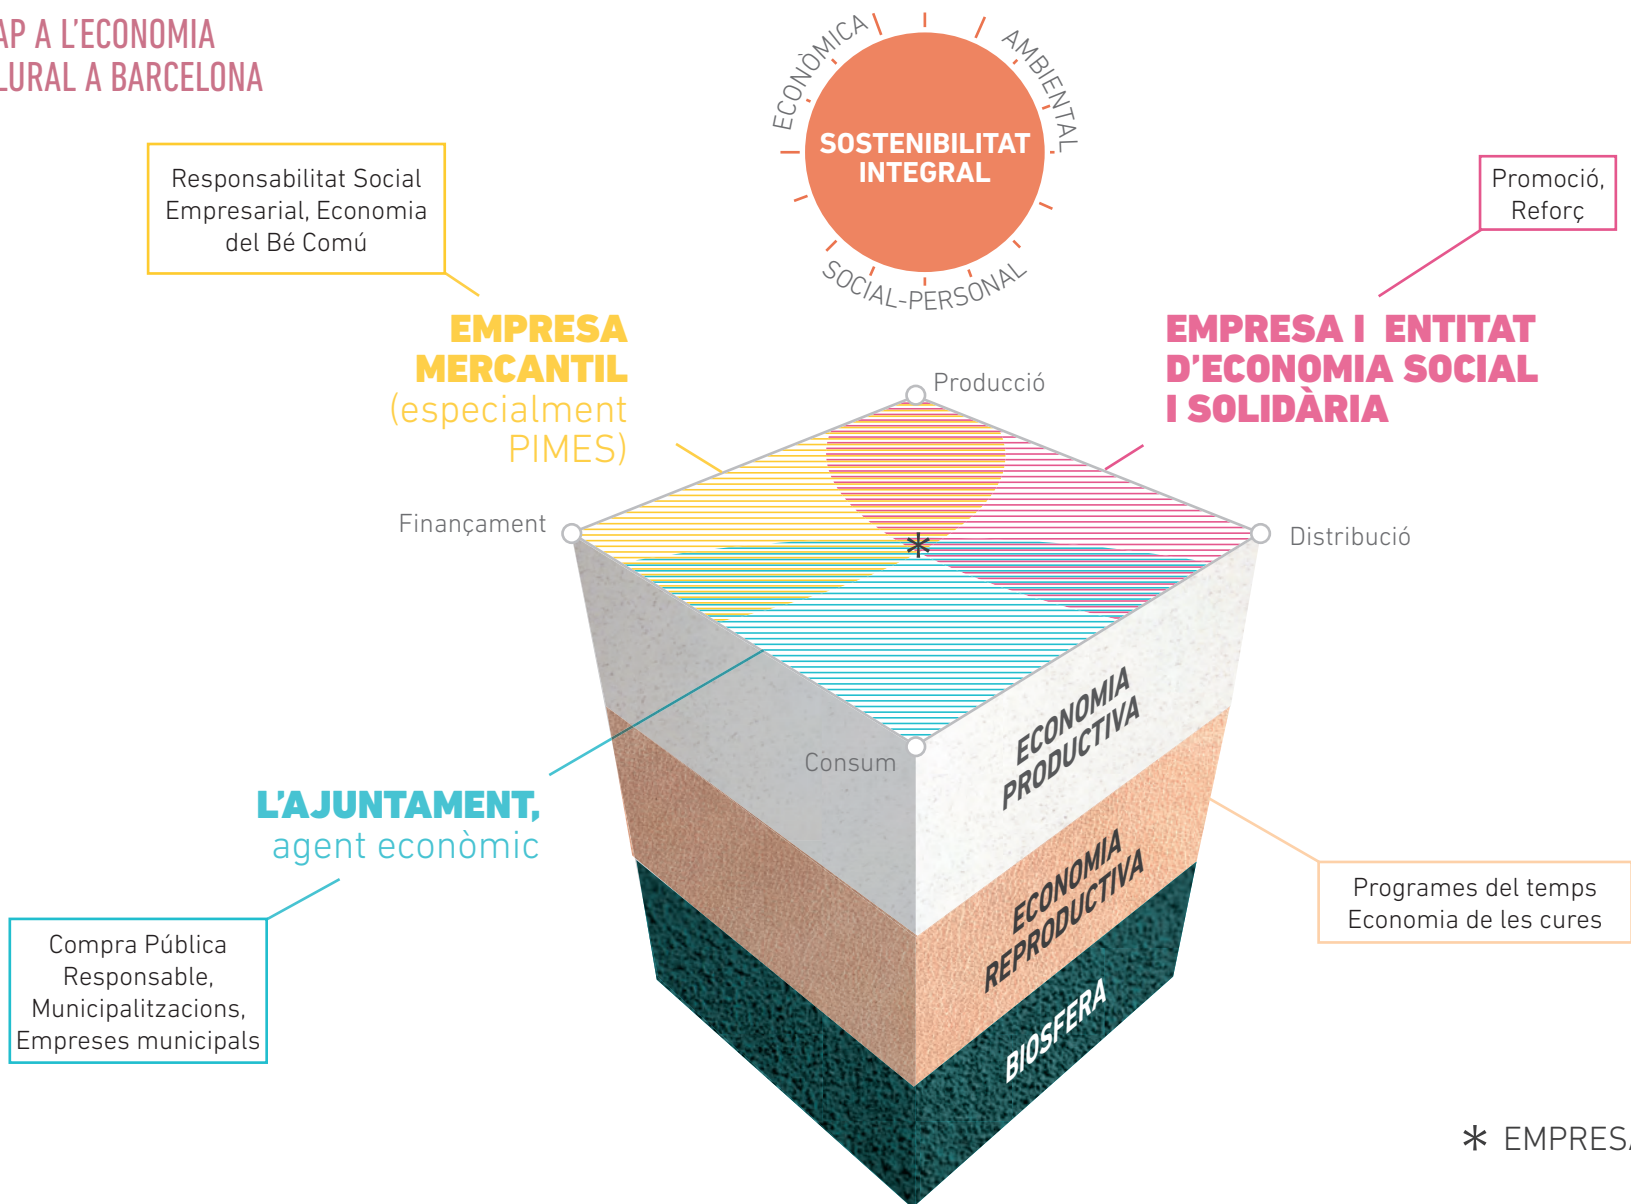 AP A L'ECONOMIA
LURAL A BARCELONA
ECONÒMICA
AMBIENTAL
SOCIAL-PERSONAL
SOSTENIBILITAT
INTEGRAL
Responsabilitat Social
Empresarial, Economia
del Bé Comú
Promoció,
Reforç
EMPRESA
MERCANTIL
(especialment
PIMES)
EMPRESA I ENTITAT
D'ECONOMIA SOCIAL
I SOLIDÀRIA
Producció
Finançament
Distribució
*
Consum
ECONOMIA
PRODUCTIVA
L'AJUNTAMENT,
agent econòmic
ECONOMIA
REPRODUCTIVA
Programes del temps
Economia de les cures
Compra Pública
Responsable,
Municipalitzacions,
Empreses municipals
BIOSFERA
* EMPRESA